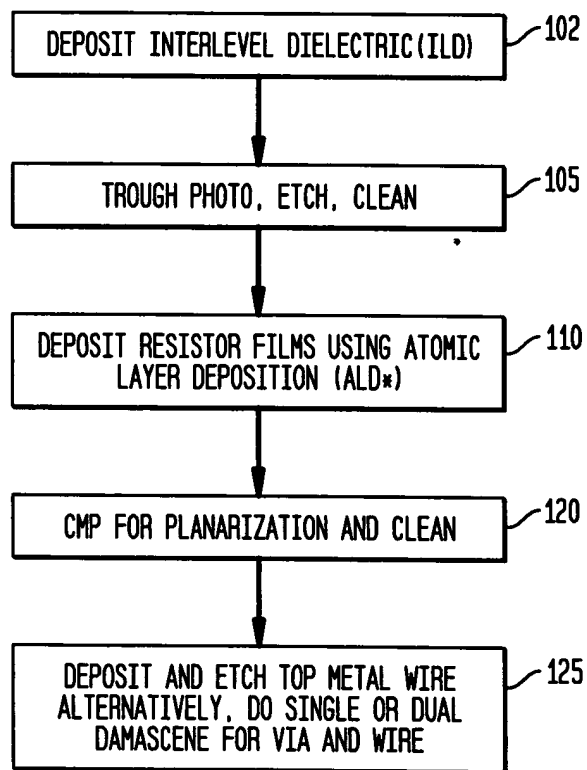 DEPOSIT INTERLEVEL DIELECTRIC(ILD)
102
TROUGH PHOTO, ETCH, CLEAN
105
DEPOSIT RESISTOR FILMS USING ATOMIC
LAYER DEPOSITION (ALD*)
110
CMP FOR PLANARIZATION AND CLEAN
120
DEPOSIT AND ETCH TOP METAL WIRE
ALTERNATIVELY, DO SINGLE OR DUAL
DAMASCENE FOR VIA AND WIRE
125